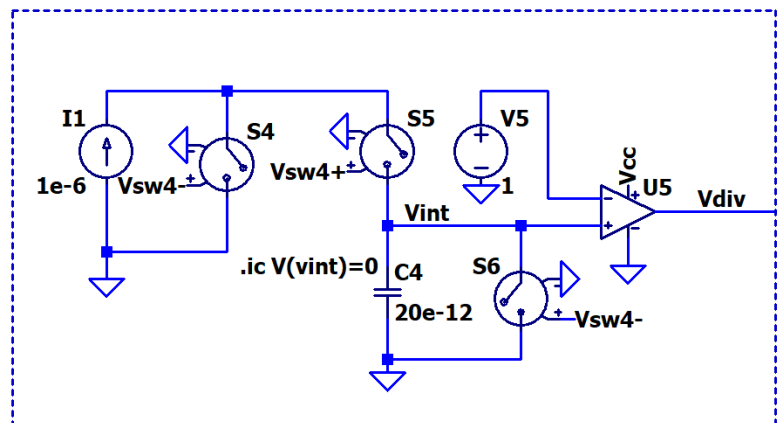 I1
1e-6
Vsw4-
S4
Vsw4+
S5
V5
1
Vcc
U5
Vdiv
Vint
.ic V(vint)=0
C4
20e-12
S6
Vsw4-